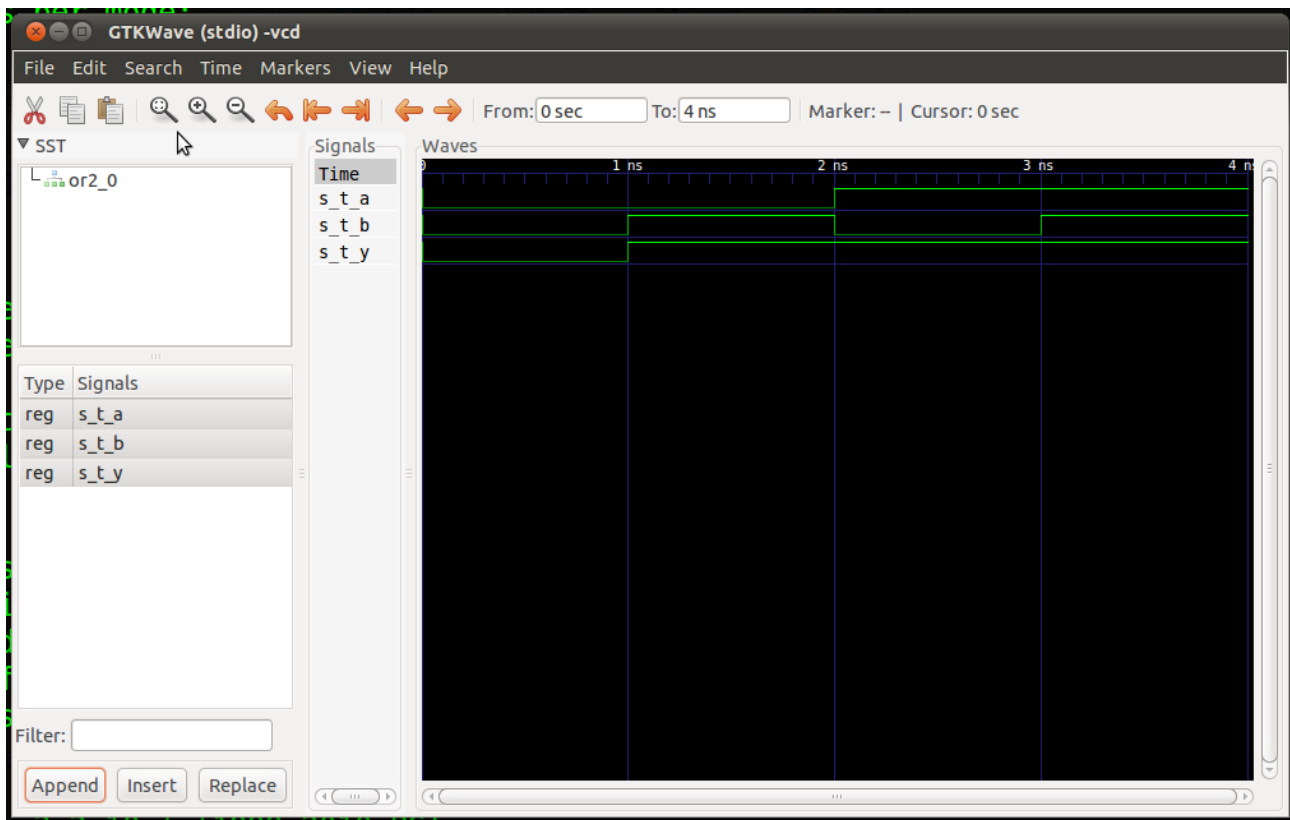 per mode:
GTKWave (stdio) -vcd
File Edit Search Time Markers View Help
From: 0 sec To: 4 ns Marker: -- | Cursor: 0 sec
SST
or2_0
Type Signals
reg s_t_a
reg s_t_b
reg s_t_y
Filter:
Append Insert Replace
Signals
Time
s_t_a
s_t_b
s_t_y
Waves
0 1 ns 2 ns 3 ns 4 ns